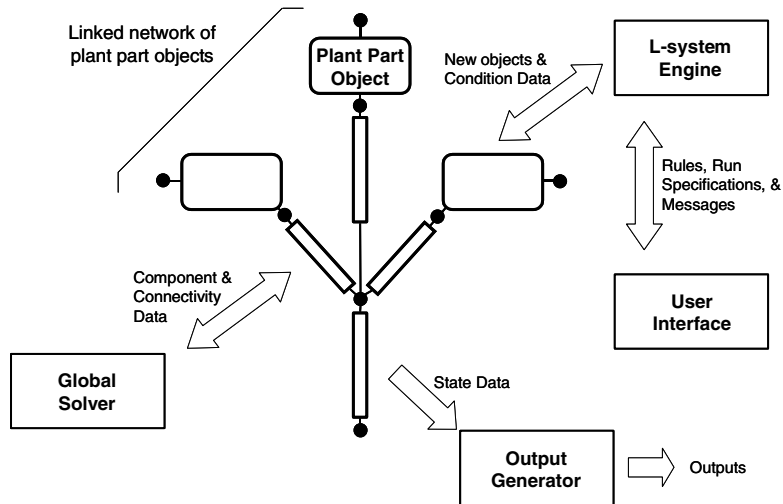 Linked network of
plant part objects
Plant Part
Object
New objects &
Condition Data
L-system
Engine
Rules, Run
Specifications, &
Messages
Component &
Connectivity
Data
User
Interface
Global
Solver
State Data
Output
Generator
Outputs